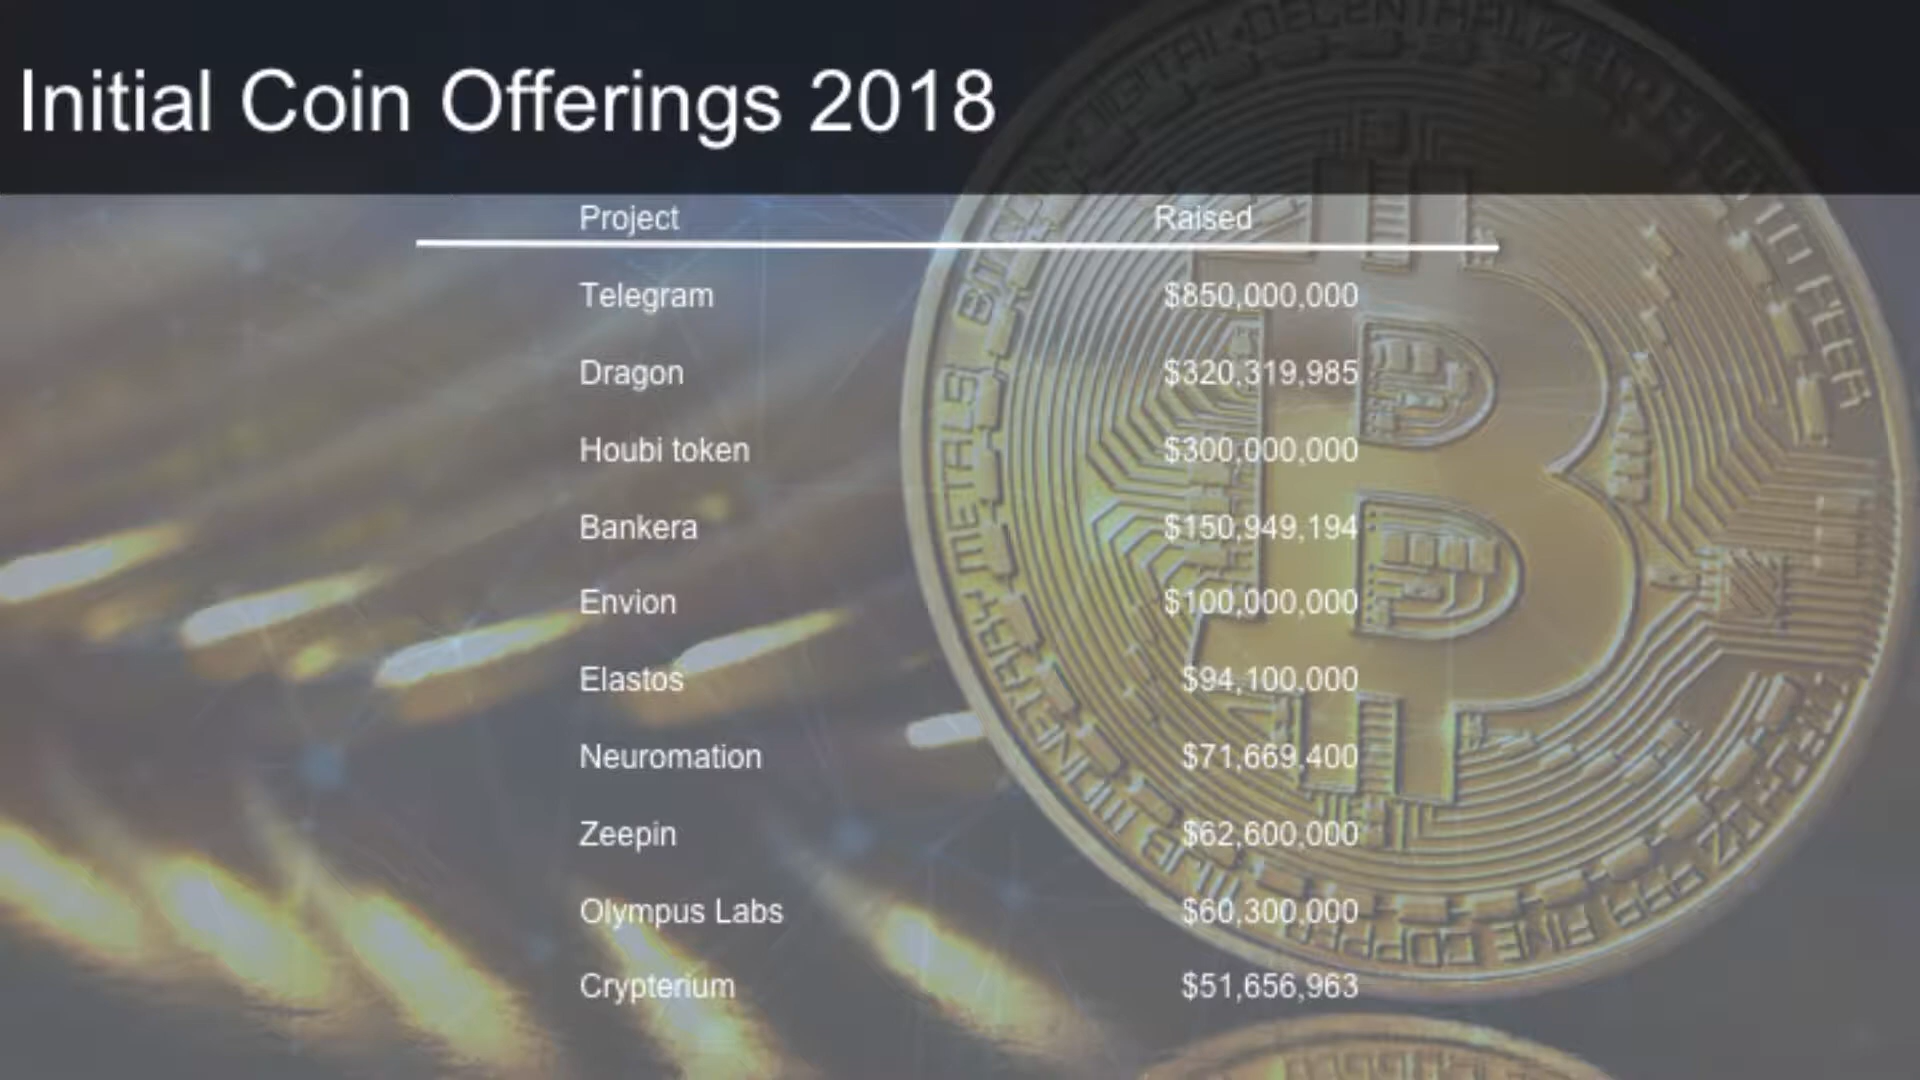 Initial Coin Offerings 2018
Project Raised
Telegram $850,000,000
Dragon $320,319,985
Houbi token $300,000,000
Bankera $150,949,194
Envion $100,000,000
Elastos $94,100,000
Neuromation $71,669,400
Zeepin $62,600,000
Olympus Labs $60,300,000
Crypterium $51,656,963